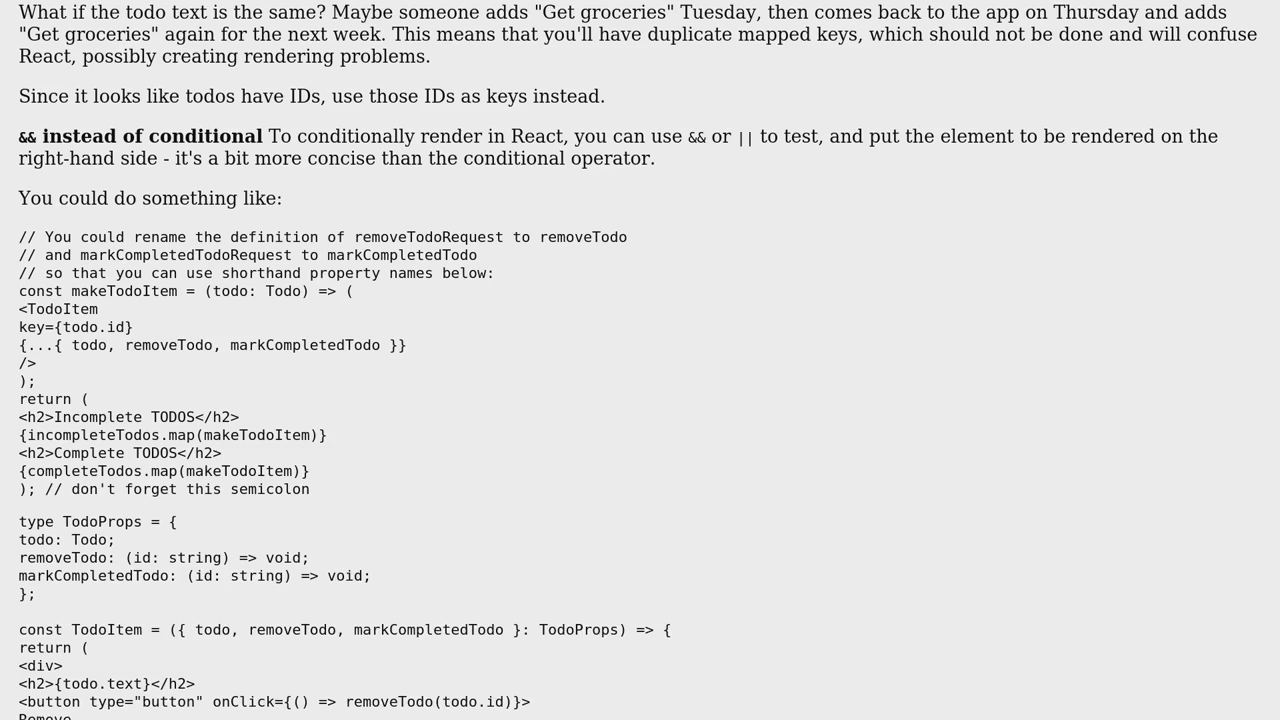 What if the todo text is the same? Maybe someone adds "Get groceries" Tuesday, then comes back to the app on Thursday and adds
"Get groceries" again for the next week. This means that you'll have duplicate mapped keys, which should not be done and will confuse
React, possibly creating rendering problems.
Since it looks like todos have IDs, use those IDs as keys instead.
&& instead of conditional To conditionally render in React, you can use && or || to test, and put the element to be rendered on the
right-hand side - it's a bit more concise than the conditional operator.
You could do something like:
// You could rename the definition of removeTodoRequest to removeTodo
// and markCompletedTodoRequest to markCompletedTodo
// so that you can use shorthand property names below:
const makeTodoItem = (todo: Todo) => (
<TodoItem
key={todo.id}
{...{ todo, removeTodo, markCompletedTodo }}
/>
);
return (
<h2>Incomplete TODOS</h2>
{incompleteTodos.map(makeTodoItem)}
<h2>Complete TODOS</h2>
{completeTodos.map(makeTodoItem)}
); // don't forget this semicolon
type TodoProps = {
todo: Todo;
removeTodo: (id: string) => void;
markCompletedTodo: (id: string) => void;
};
const TodoItem = ({ todo, removeTodo, markCompletedTodo }: TodoProps) => {
return (
<div>
<h2>{todo.text}</h2>
<button type="button" onClick={() => removeTodo(todo.id)}>
Remove